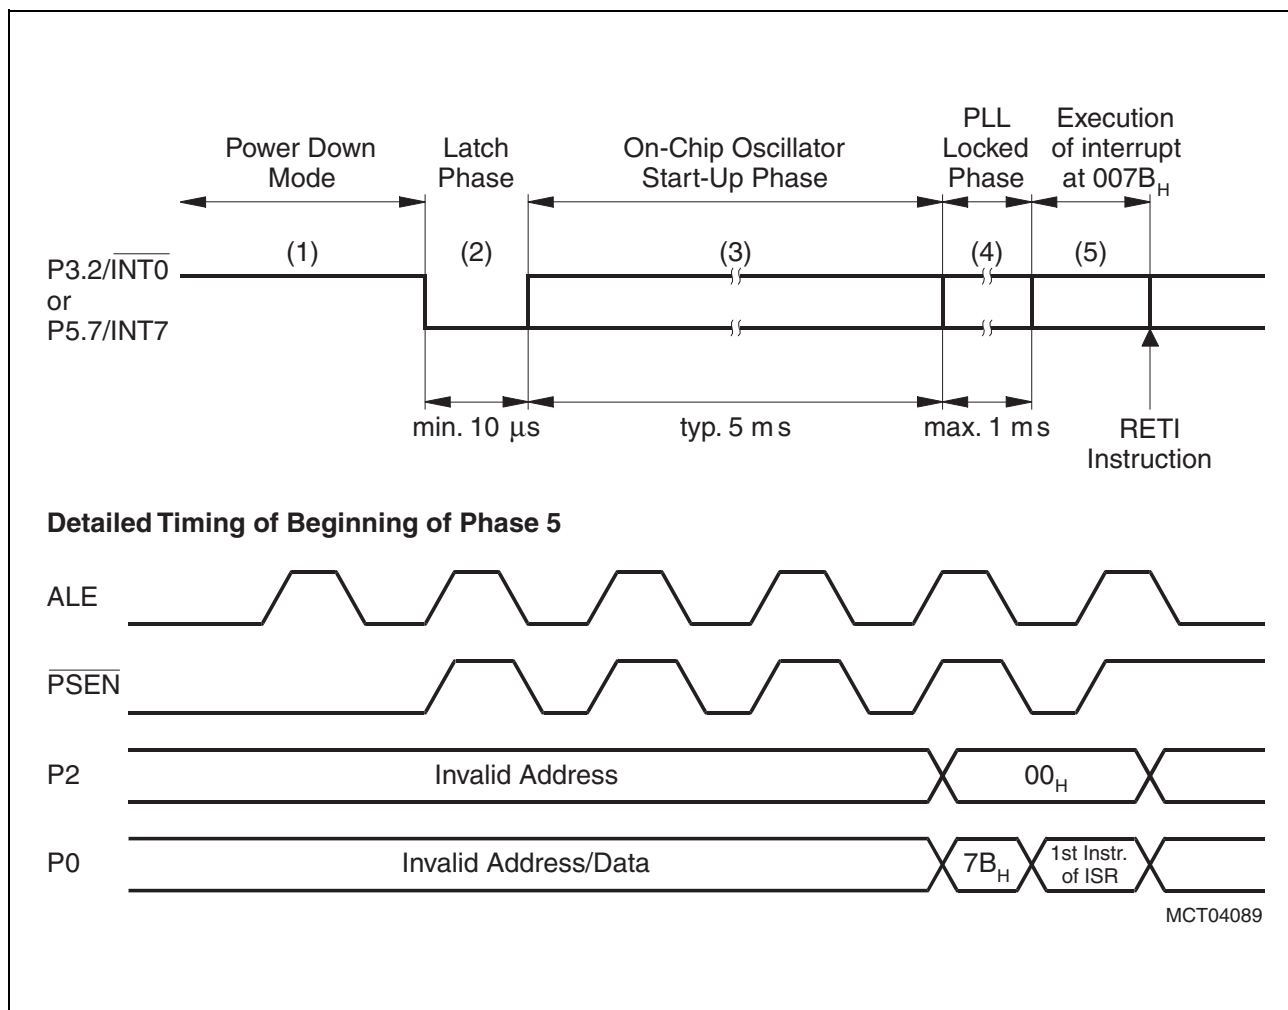 Power Down
Mode
Latch
Phase
On-Chip Oscillator
Start-Up Phase
PLL
Locked
Phase
Execution
of interrupt
at 007B_H
(1)
(2)
(3)
(4)
(5)
P3.2/INT0
or
P5.7/INT7
min. 10 μs
typ. 5 ms
max. 1 ms
RETI
Instruction
Detailed Timing of Beginning of Phase 5
ALE
PSEN
P2
Invalid Address
00_H
P0
Invalid Address/Data
7B_H
1st Instr.
of ISR
MCT04089